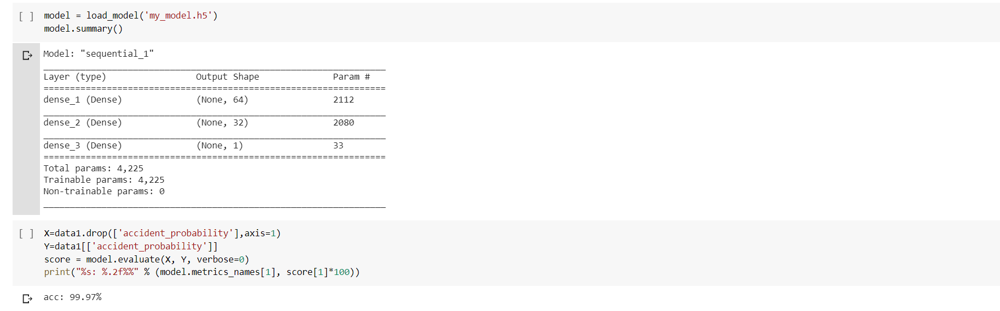 [ ] model = load_model('my_model.h5')
model.summary()
Model: "sequential_1"
_________________________________________________________________
Layer (type)                 Output Shape              Param #
=================================================================
dense_1 (Dense)              (None, 64)                2112
_________________________________________________________________
dense_2 (Dense)              (None, 32)                2080
_________________________________________________________________
dense_3 (Dense)              (None, 1)                 33
=================================================================
Total params: 4,225
Trainable params: 4,225
Non-trainable params: 0
_________________________________________________________________
[ ] X=data1.drop(['accident_probability'],axis=1)
Y=data1[['accident_probability']]
score = model.evaluate(X, Y, verbose=0)
print("%s: %.2f%%" % (model.metrics_names[1], score[1]*100))
acc: 99.97%